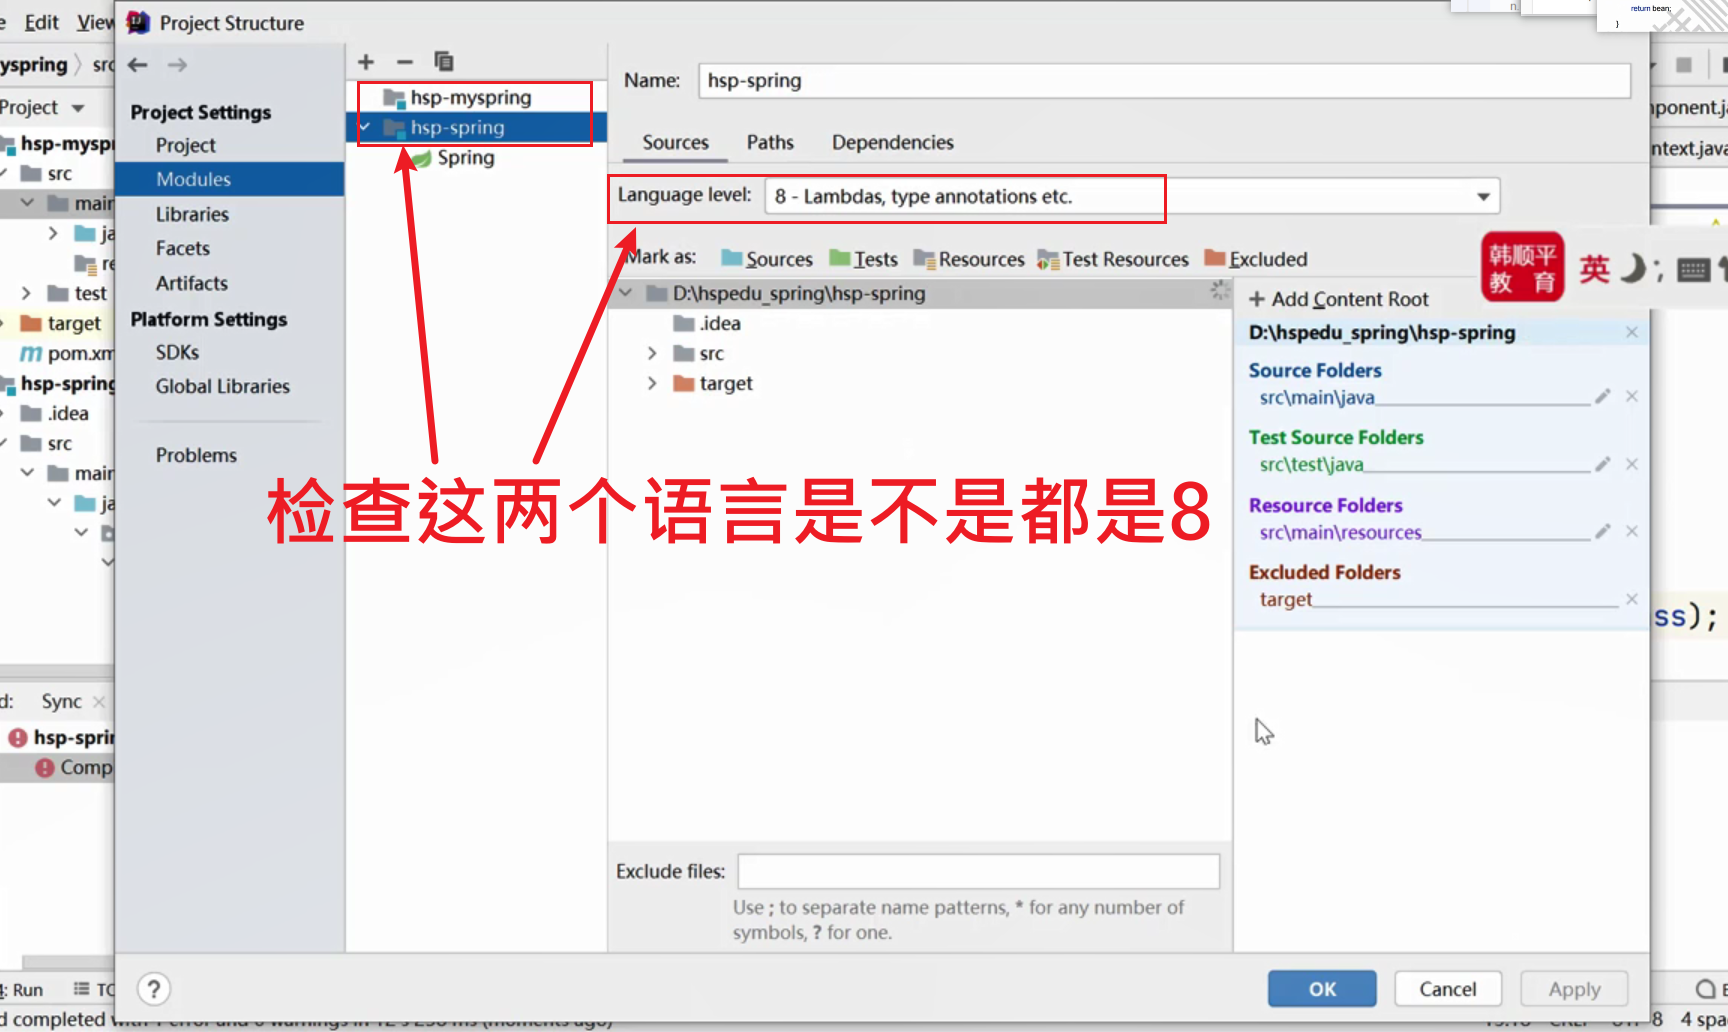 Edit View
Project Structure
return bean;
}
yspring
Project
hsp-myspr
src
main
test
target
pom.xm
hsp-spring
.idea
src
main
Sync
hsp-sprin
Comp
Run
Project Settings
Project
Modules
Libraries
Facets
Artifacts
Platform Settings
SDKs
Global Libraries
Problems
hsp-myspring
hsp-spring
Spring
Name: hsp-spring
Sources Paths Dependencies
Language level: 8 - Lambdas, type annotations etc.
Mark as: Sources Tests Resources Test Resources Excluded
D:\hspedu_spring\hsp-spring
.idea
src
target
检查这两个语言是不是都是8
Exclude files:
Use ; to separate name patterns, * for any number of
symbols, ? for one.
+ Add Content Root
D:\hspedu_spring\hsp-spring
Source Folders
src\main\java
Test Source Folders
src\test\java
Resource Folders
src\main\resources
Excluded Folders
target
韩顺平
教 育
英
ponent.j
ntext.java
ss);
? OK Cancel Apply
d completed
8 4 spa